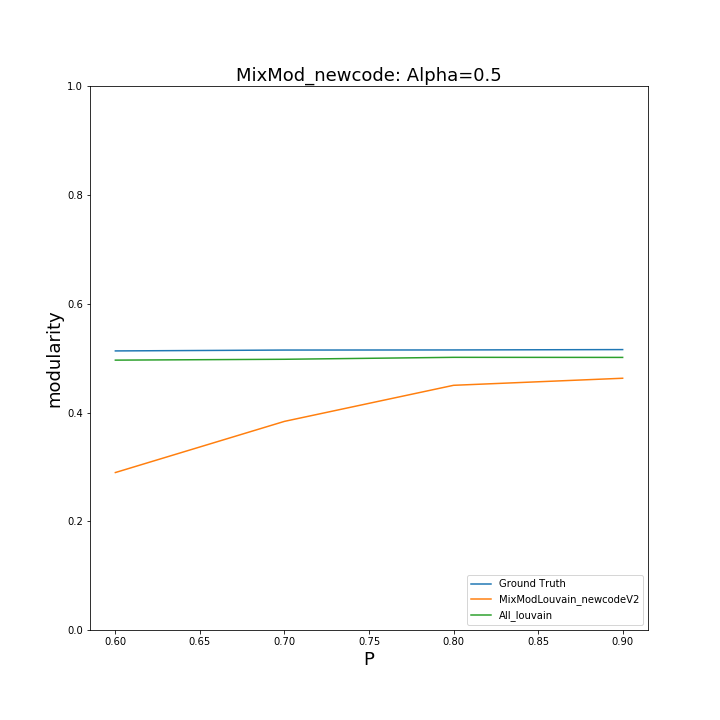 MixMod_newcode: Alpha=0.5
1.0
0.8
0.6
0.4
0.2
0.0
modularity
0.60 0.65 0.70 0.75 0.80 0.85 0.90
P
Ground Truth
MixModLouvain_newcodeV2
All_louvain